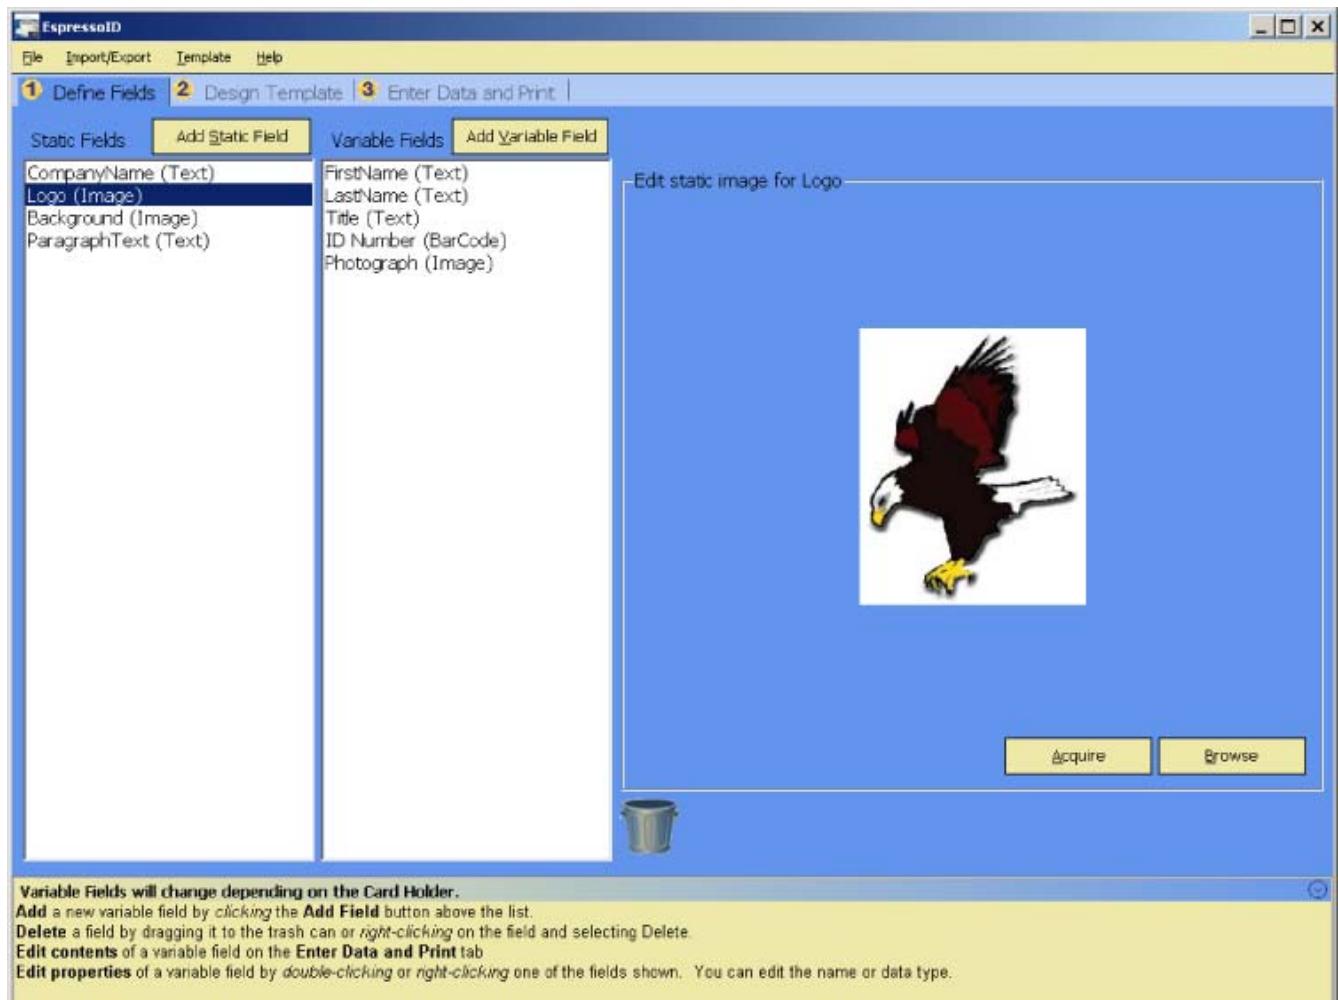 EspressoID
File Import/Export Template Help
1 Define Fields 2 Design Template 3 Enter Data and Print
Static Fields Add Static Field Variable Fields Add Variable Field
CompanyName (Text)
Logo (Image)
Background (Image)
ParagraphText (Text)
FirstName (Text)
LastName (Text)
Title (Text)
ID Number (BarCode)
Photograph (Image)
Edit static image for Logo
Acquire Browse
Variable Fields will change depending on the Card Holder.
Add a new variable field by clicking the Add Field button above the list.
Delete a field by dragging it to the trash can or right-clicking on the field and selecting Delete.
Edit contents of a variable field on the Enter Data and Print tab
Edit properties of a variable field by double-clicking or right-clicking one of the fields shown. You can edit the name or data type.